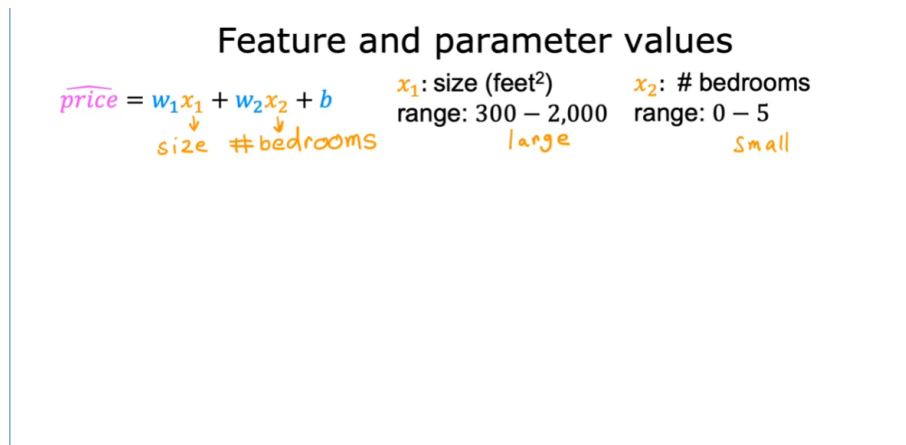 Feature and parameter values
price = w₁x₁ + w₂x₂ + b
size #bedrooms
x₁: size (feet²)
range: 300 – 2,000
large
x₂: # bedrooms
range: 0 – 5
small